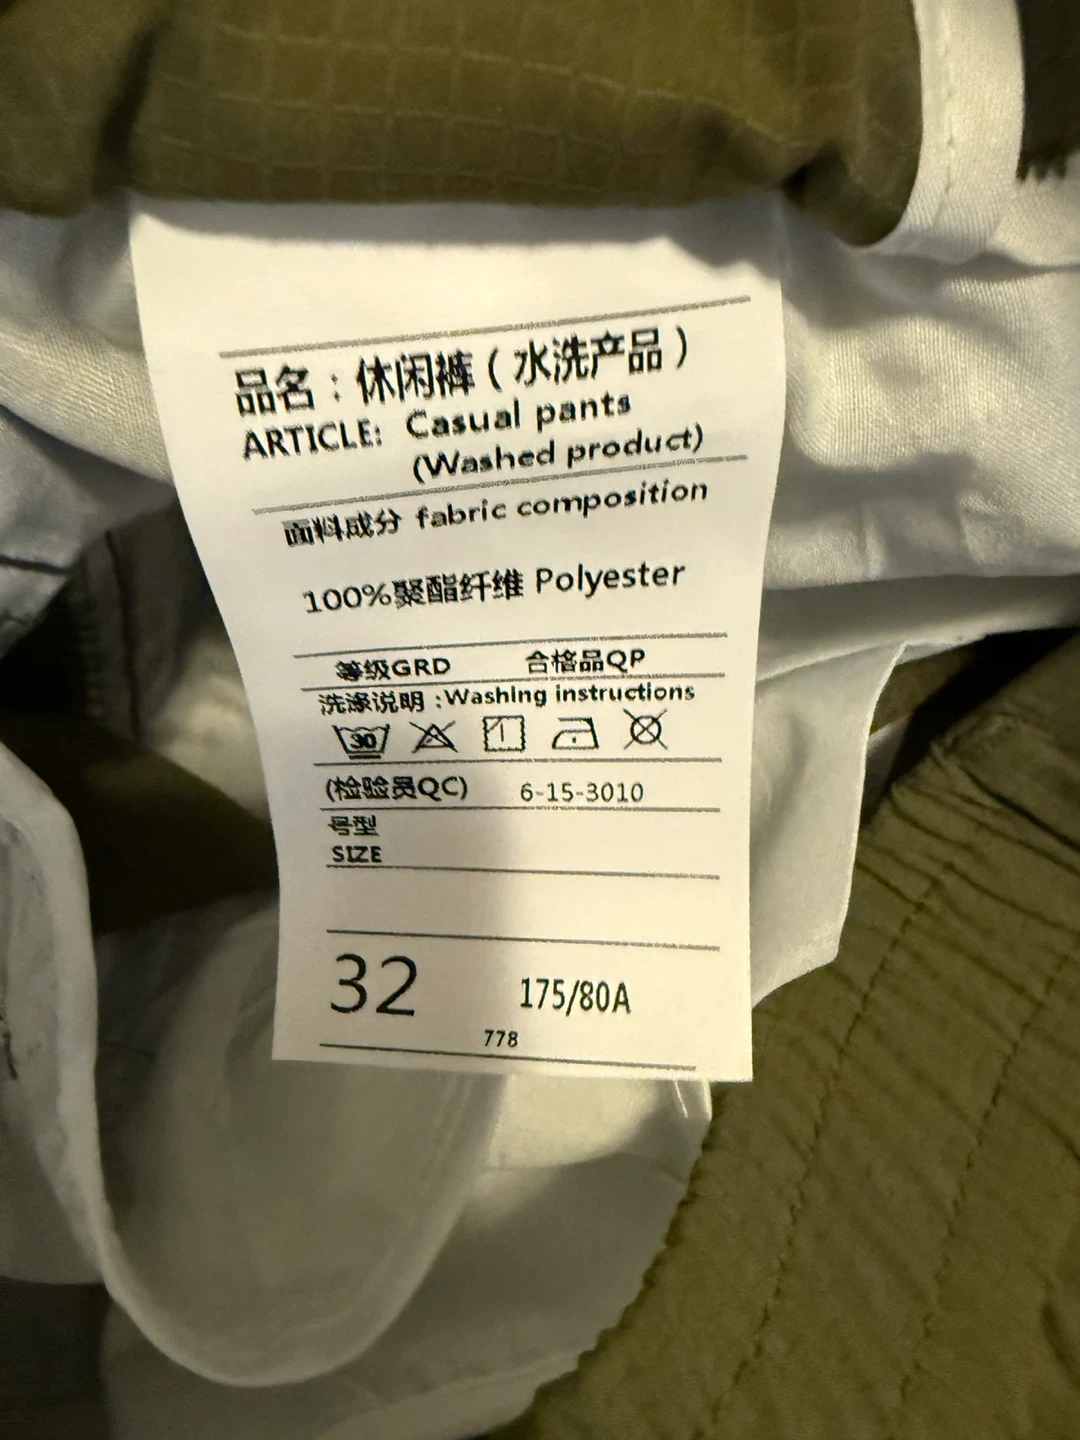 品名：休闲裤（水洗产品）
ARTICLE: Casual pants
(Washed product)
面料成分 fabric composition
100%聚酯纤维 Polyester
等级GRD 合格品QP
洗涤说明 :Washing instructions
30
(检验员QC) 6-15-3010
号型
SIZE
32 175/80A
778